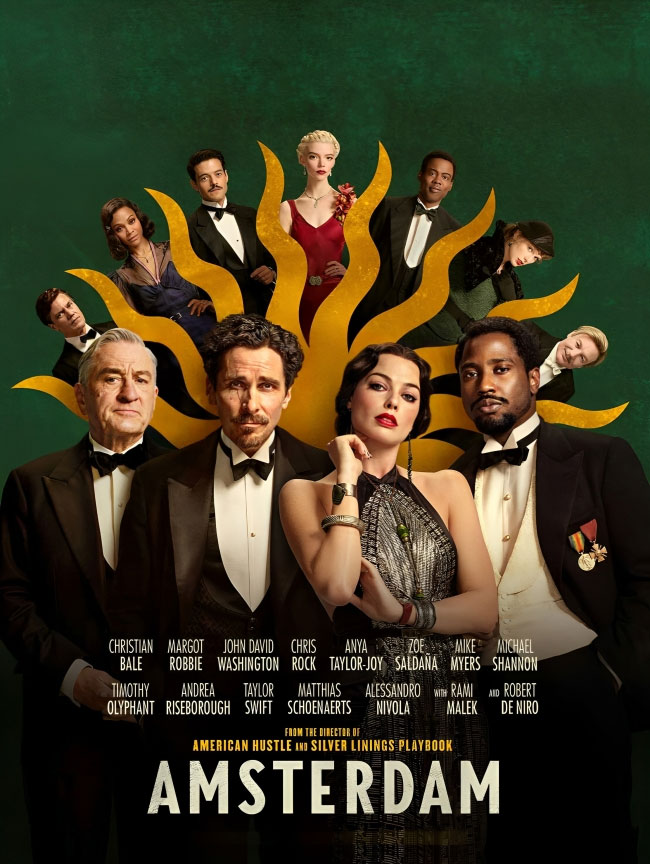 CHRISTIAN MARGOT JOHN DAVID CHRIS ANYA ZOE MIKE MICHAEL
BALE ROBBIE WASHINGTON ROCK TAYLOR-JOY SALDAÑA MYERS SHANNON
TIMOTHY ANDREA TAYLOR MATTHIAS ALESSANDRO WITH RAMI AND ROBERT
OLYPHANT RISEBOROUGH SWIFT SCHOENAERTS NIVOLA MALEK DE NIRO
FROM THE DIRECTOR OF
AMERICAN HUSTLE AND SILVER LININGS PLAYBOOK
AMSTERDAM